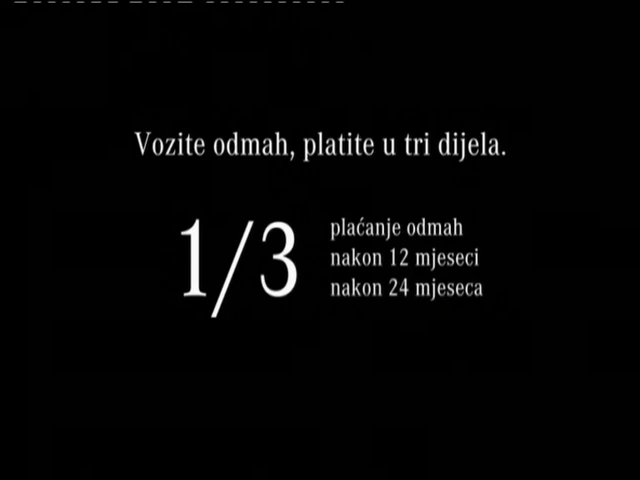 Vozite odmah, platite u tri dijela.
1/3
plaćanje odmah
nakon 12 mjeseci
nakon 24 mjeseca